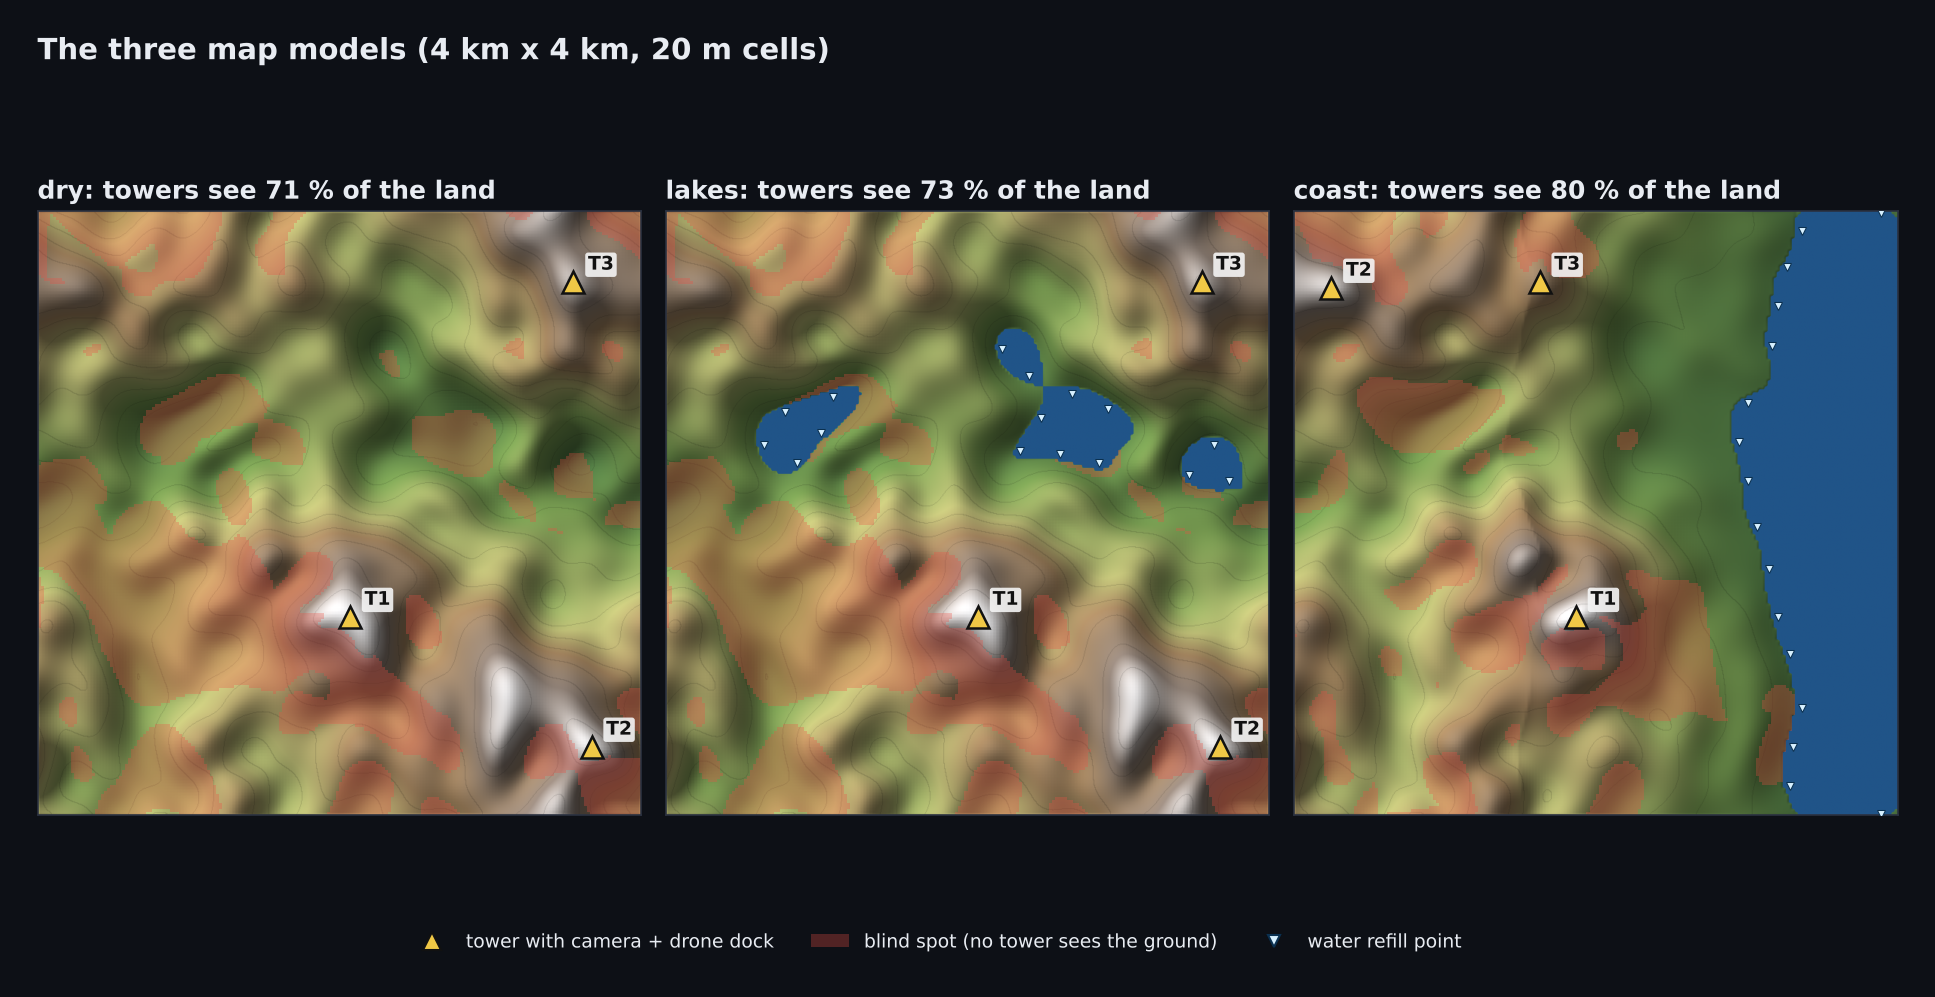 The three map models (4 km x 4 km, 20 m cells)
dry: towers see 71 % of the land
lakes: towers see 73 % of the land
coast: towers see 80 % of the land
T3
T1
T2
T3
T1
T2
T2
T3
T1
tower with camera + drone dock
blind spot (no tower sees the ground)
water refill point